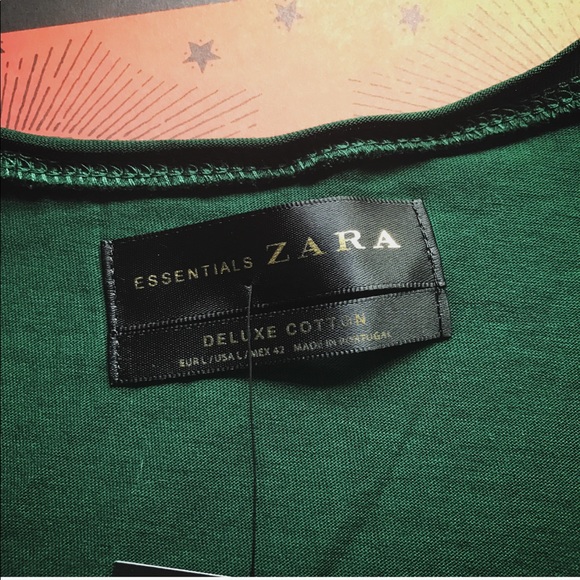 ESSENTIALS ZARA
DELUXE COTTON
EUR L / USA L / MEX 42 MADE IN PORTUGAL